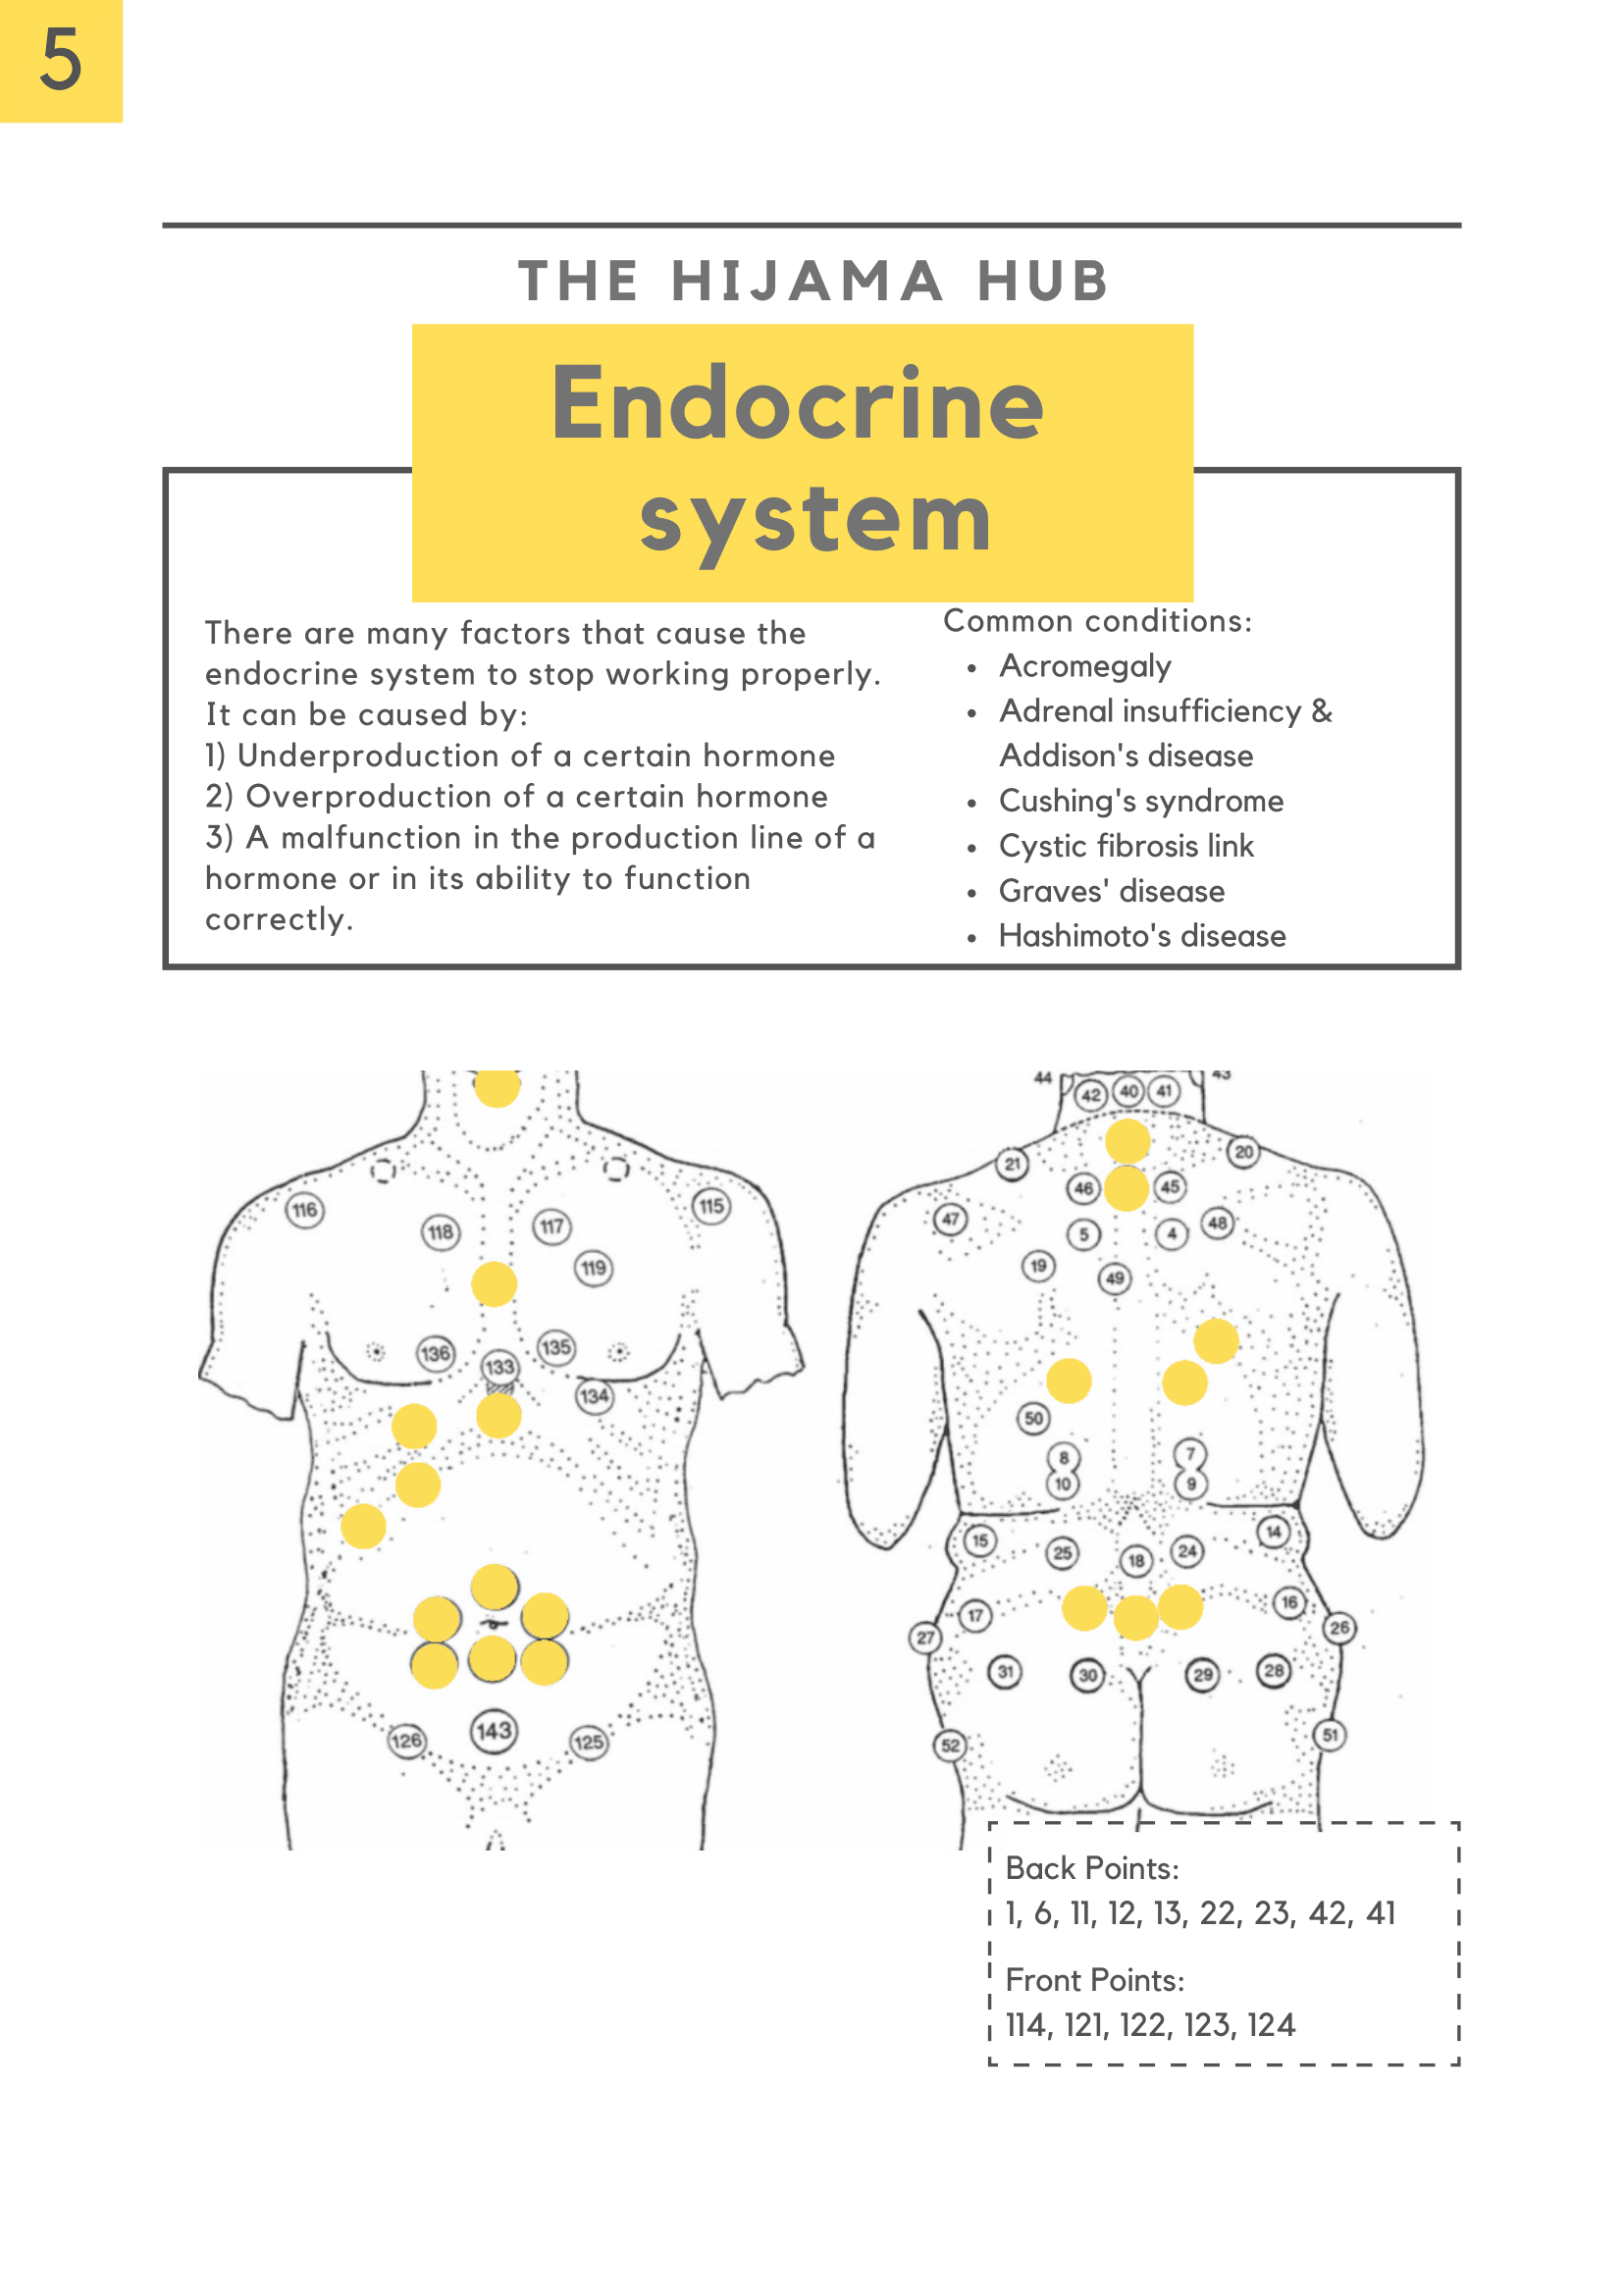 5
THE HIJAMA HUB
Endocrine
system
There are many factors that cause the
endocrine system to stop working properly.
It can be caused by:
1) Underproduction of a certain hormone
2) Overproduction of a certain hormone
3) A malfunction in the production line of a
hormone or in its ability to function
correctly.
Common conditions:
• Acromegaly
• Adrenal insufficiency &
Addison's disease
• Cushing's syndrome
• Cystic fibrosis link
• Graves' disease
• Hashimoto's disease
116
115
118
117
119
136
135
133
134
126
143
125
44
42
40
41
43
21
20
46
45
47
5
4
48
19
49
50
8
7
10
9
15
25
18
24
14
17
16
27
26
31
30
29
28
52
51
Back Points:
1, 6, 11, 12, 13, 22, 23, 42, 41
Front Points:
114, 121, 122, 123, 124